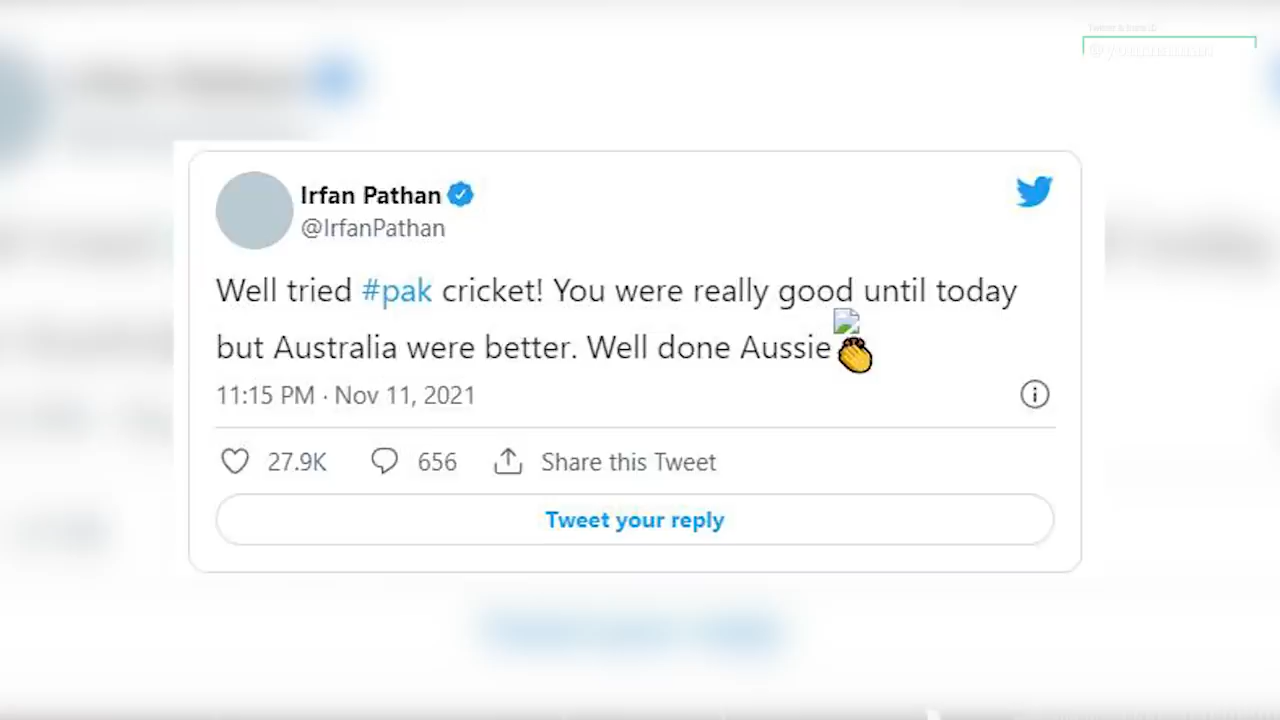 Irfan Pathan
@IrfanPathan
Well tried #pak cricket! You were really good until today
but Australia were better. Well done Aussie👏
11:15 PM · Nov 11, 2021
27.9K 656 Share this Tweet
Tweet your reply